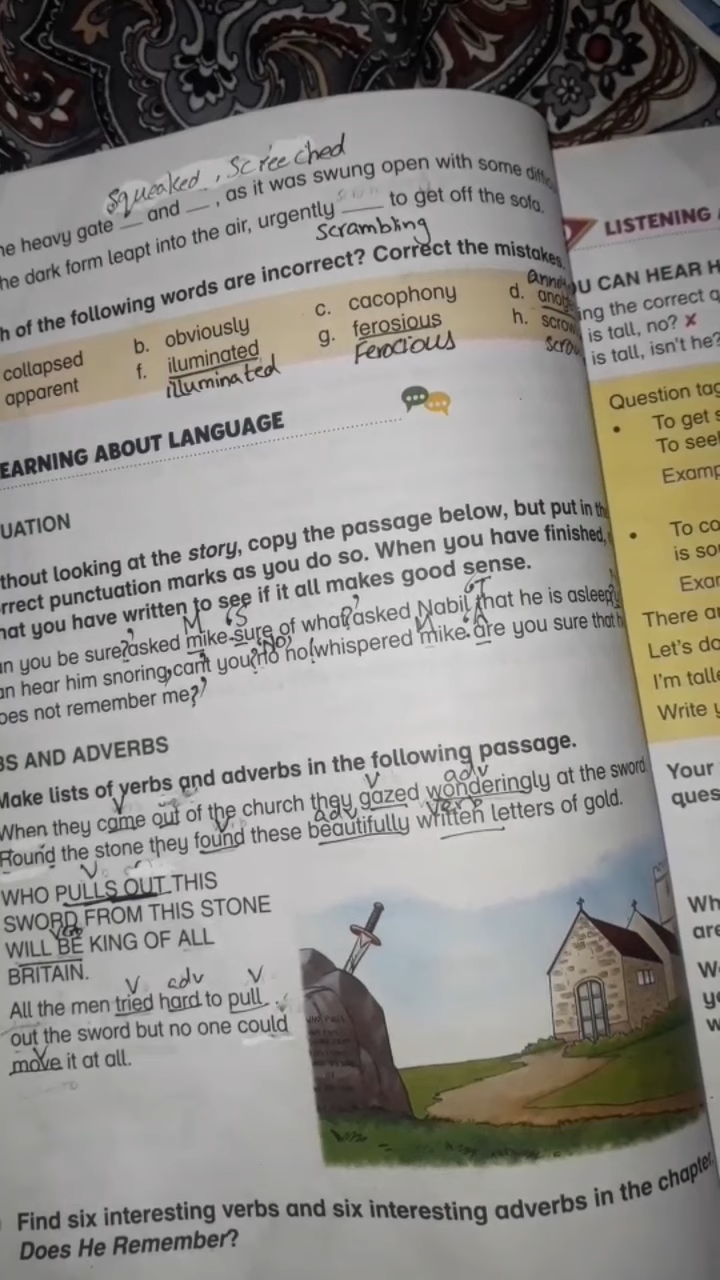 Squeaked , Screeched
he heavy gate __ and __ , as it was swung open with some
he dark form leapt into the air, urgently ___ to get off the sofa.
Scrambling
h of the following words are incorrect? Correct the mistakes.
collapsed b. obviously c. cacophony d.
apparent f. iluminated g. ferosious h.
illuminated Ferocious
EARNING ABOUT LANGUAGE
UATION
thout looking at the story, copy the passage below, but put in th
rrect punctuation marks as you do so. When you have finished,
hat you have written to see if it all makes good sense.
M S T
n you be sure?' asked mike sure of what?' asked Nabil that he is asleep
No M A
an hear him snoring, can't you? no no! whispered mike. are you sure that h
oes not remember me?'
BS AND ADVERBS
Make lists of verbs and adverbs in the following passage.
V V adv
When they came out of the church they gazed wonderingly at the sword.
V adv verb
Round the stone they found these beautifully written letters of gold.
V
WHO PULLS OUT THIS
SWORD FROM THIS STONE
WILL BE KING OF ALL
BRITAIN.
V adv V
All the men tried hard to pull
out the sword but no one could
move it at all.
Find six interesting verbs and six interesting adverbs in the chapter
Does He Remember?
LISTENING
U CAN HEAR H
ing the correct q
is tall, no? ✗
is tall, isn't he?
Question tag
• To get s
To see
Examp
• To co
is so
Exar
There a
Let's do
I'm talle
Write y
Your
ques
Wh
are
W
y
w